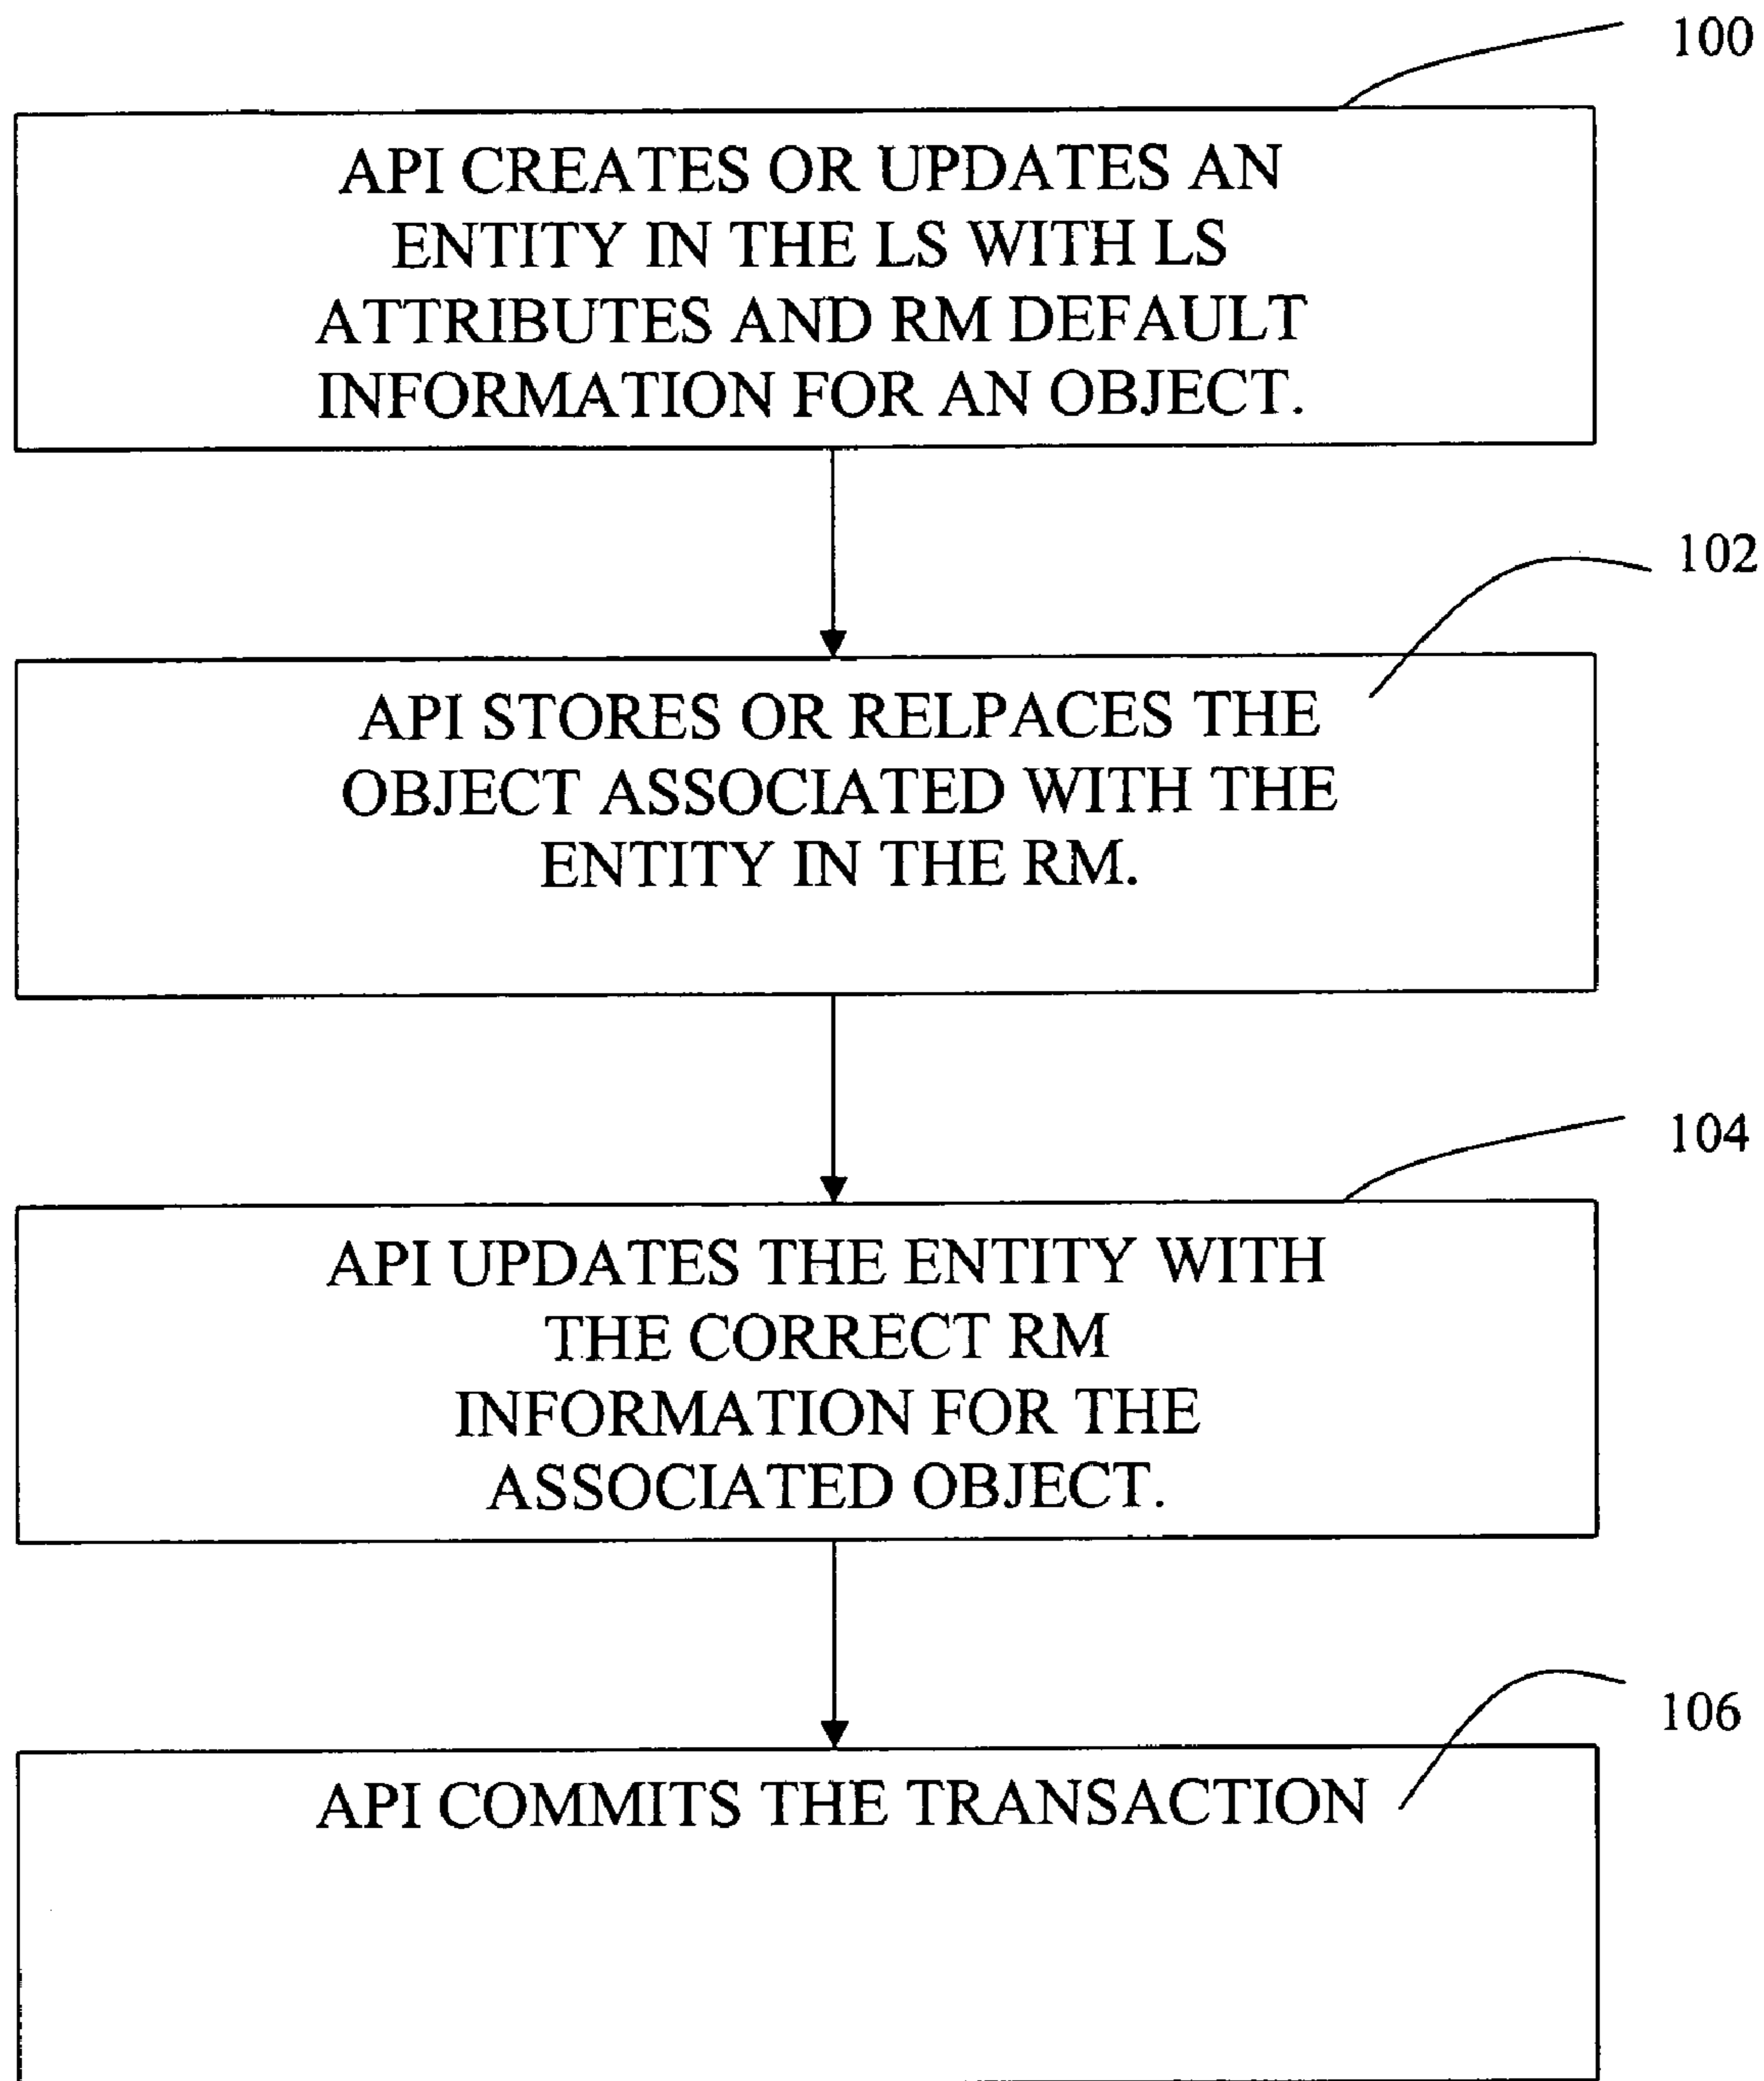 100
API CREATES OR UPDATES AN
ENTITY IN THE LS WITH LS
ATTRIBUTES AND RM DEFAULT
INFORMATION FOR AN OBJECT.
102
API STORES OR RELPACES THE
OBJECT ASSOCIATED WITH THE
ENTITY IN THE RM.
104
API UPDATES THE ENTITY WITH
THE CORRECT RM
INFORMATION FOR THE
ASSOCIATED OBJECT.
106
API COMMITS THE TRANSACTION